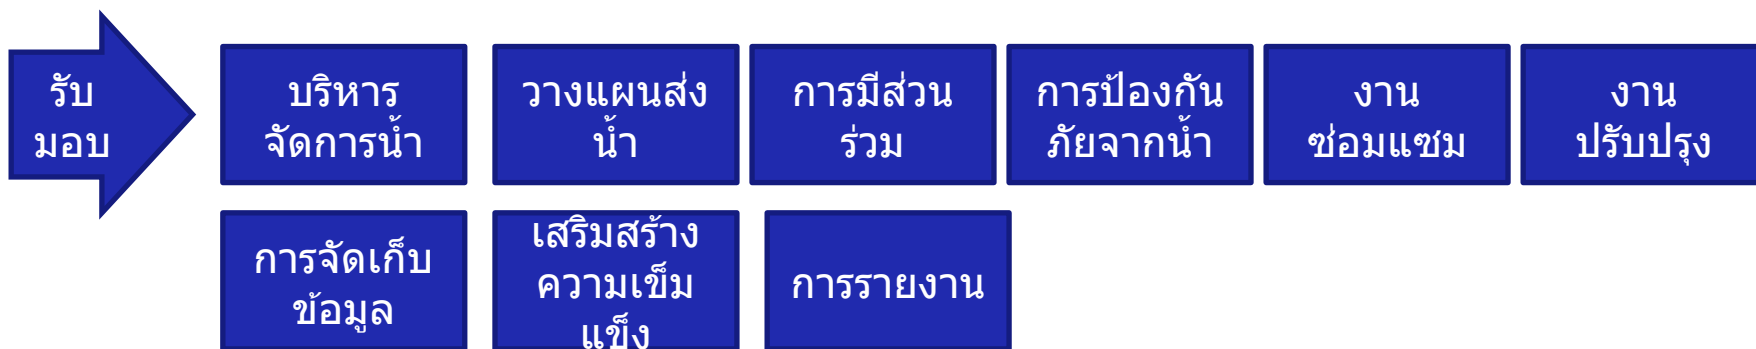 รับ
มอบ
บริหาร
จัดการน้ำ
วางแผนส่ง
น้ำ
การมีส่วน
ร่วม
การป้องกัน
ภัยจากน้ำ
งาน
ซ่อมแซม
งาน
ปรับปรุง
การจัดเก็บ
ข้อมูล
เสริมสร้าง
ความเข็ม
แข็ง
การรายงาน